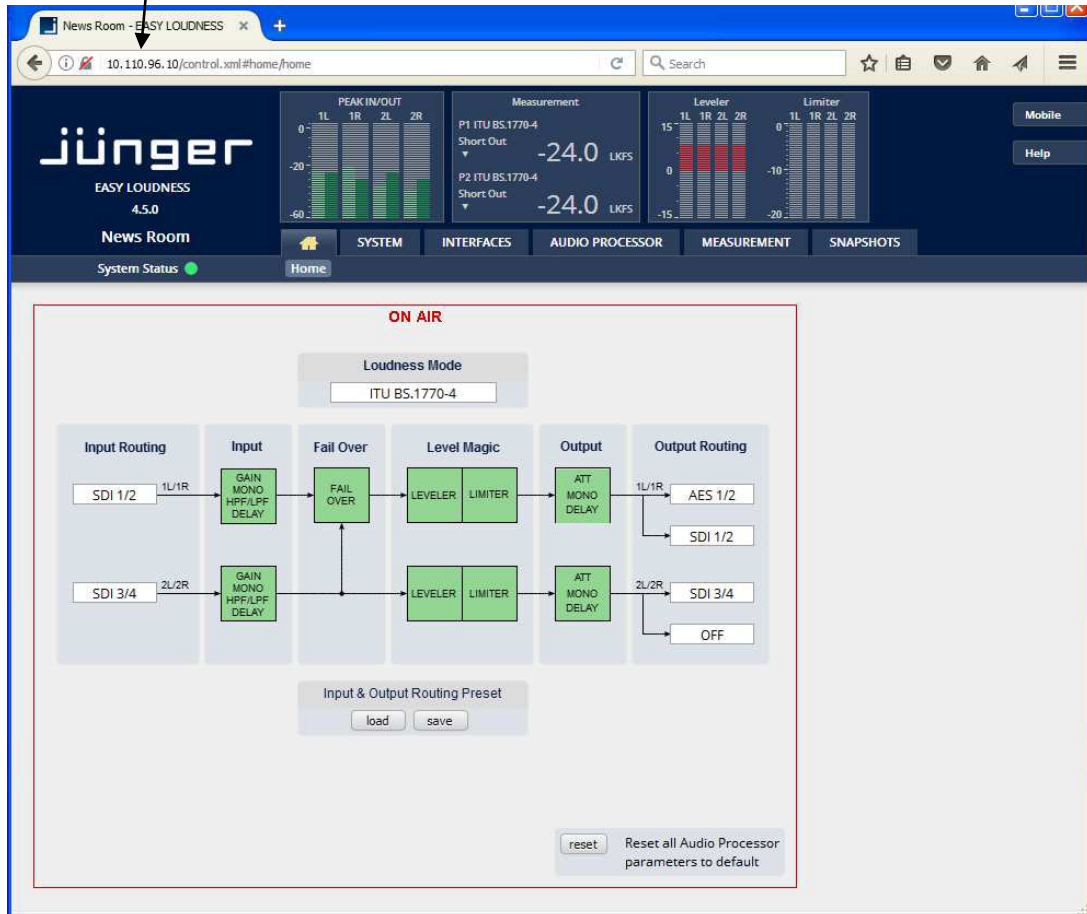 News Room - EASY LOUDNESS
10.110.96.10/control.xml#home/home
Search
jünger
EASY LOUDNESS
4.5.0
News Room
System Status
PEAK IN/OUT
1L 1R 2L 2R
0
-20
-60
Measurement
P1 ITU BS.1770-4
Short Out
-24.0 LKFS
P2 ITU BS.1770-4
Short Out
-24.0 LKFS
Leveler
1L 1R 2L 2R
15
0
-15
Limiter
1L 1R 2L 2R
0
-10
-20
Mobile
Help
SYSTEM INTERFACES AUDIO PROCESSOR MEASUREMENT SNAPSHOTS
Home
ON AIR
Loudness Mode
ITU BS.1770-4
Input Routing
Input
Fail Over
Level Magic
Output
Output Routing
SDI 1/2
1L/1R
GAIN
MONO
HPF/LPF
DELAY
FAIL
OVER
LEVELER
LIMITER
ATT
MONO
DELAY
1L/1R
AES 1/2
SDI 1/2
SDI 3/4
2L/2R
GAIN
MONO
HPF/LPF
DELAY
LEVELER
LIMITER
ATT
MONO
DELAY
2L/2R
SDI 3/4
OFF
Input & Output Routing Preset
load
save
reset
Reset all Audio Processor
parameters to default